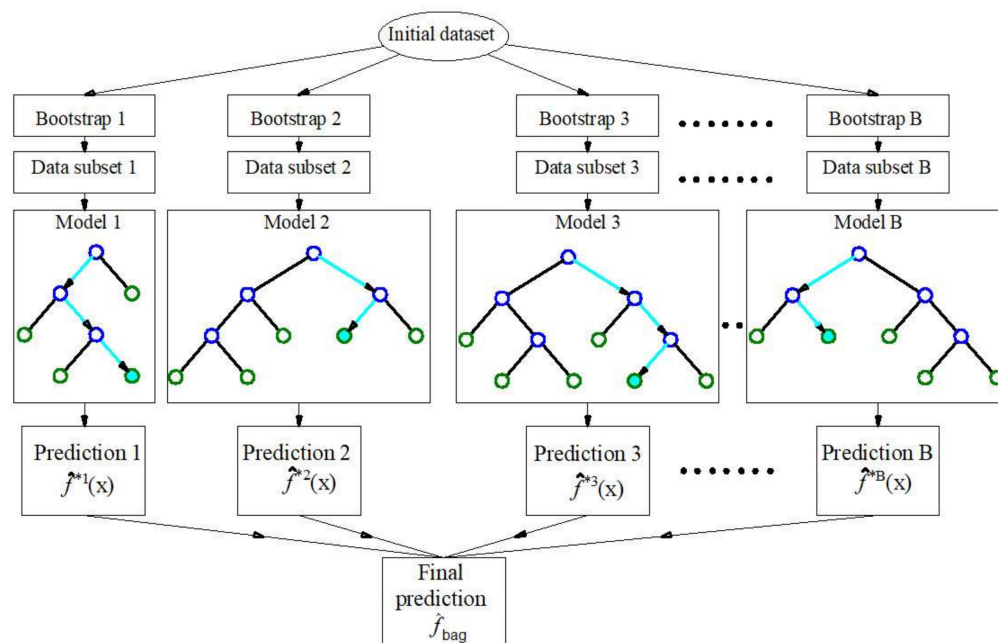 Initial dataset
Bootstrap 1 Bootstrap 2 Bootstrap 3 ....... Bootstrap B
Data subset 1 Data subset 2 Data subset 3 ....... Data subset B
Model 1 Model 2 Model 3 Model B
..
Prediction 1 Prediction 2 Prediction 3 ....... Prediction B
f̂*1(x) f̂*2(x) f̂*3(x) f̂*B(x)
Final
prediction
f̂bag